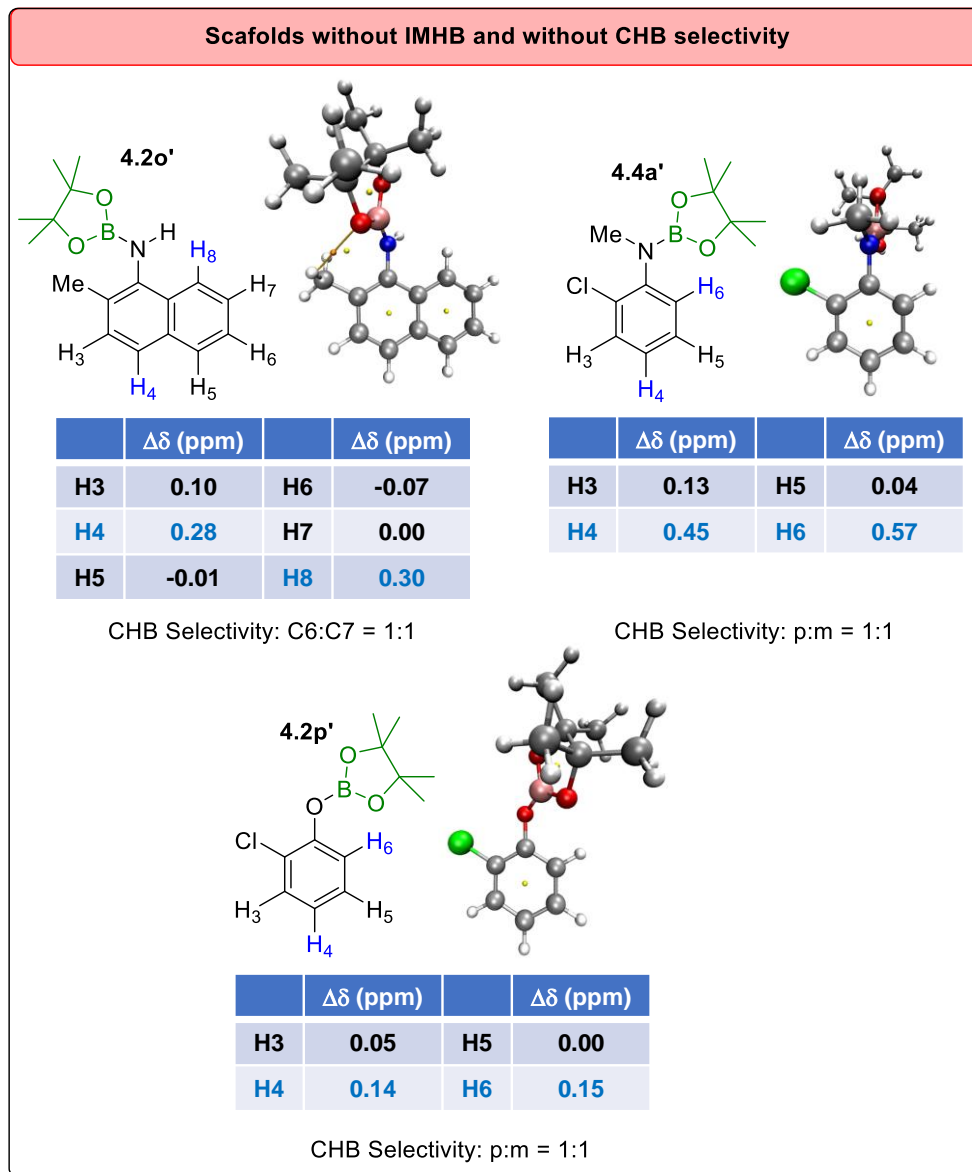 Scafolds without IMHB and without CHB selectivity
4.2o'
O
B
O
N
H
H8
Me
H7
H3
H6
H4
H5
4.4a'
O
Me
B
N
O
Cl
H6
H3
H5
H4
Δδ (ppm) Δδ (ppm)
H3 0.10 H6 -0.07
H4 0.28 H7 0.00
H5 -0.01 H8 0.30
CHB Selectivity: C6:C7 = 1:1
Δδ (ppm) Δδ (ppm)
H3 0.13 H5 0.04
H4 0.45 H6 0.57
CHB Selectivity: p:m = 1:1
4.2p'
O
B
O
O
Cl
H6
H3
H5
H4
Δδ (ppm) Δδ (ppm)
H3 0.05 H5 0.00
H4 0.14 H6 0.15
CHB Selectivity: p:m = 1:1